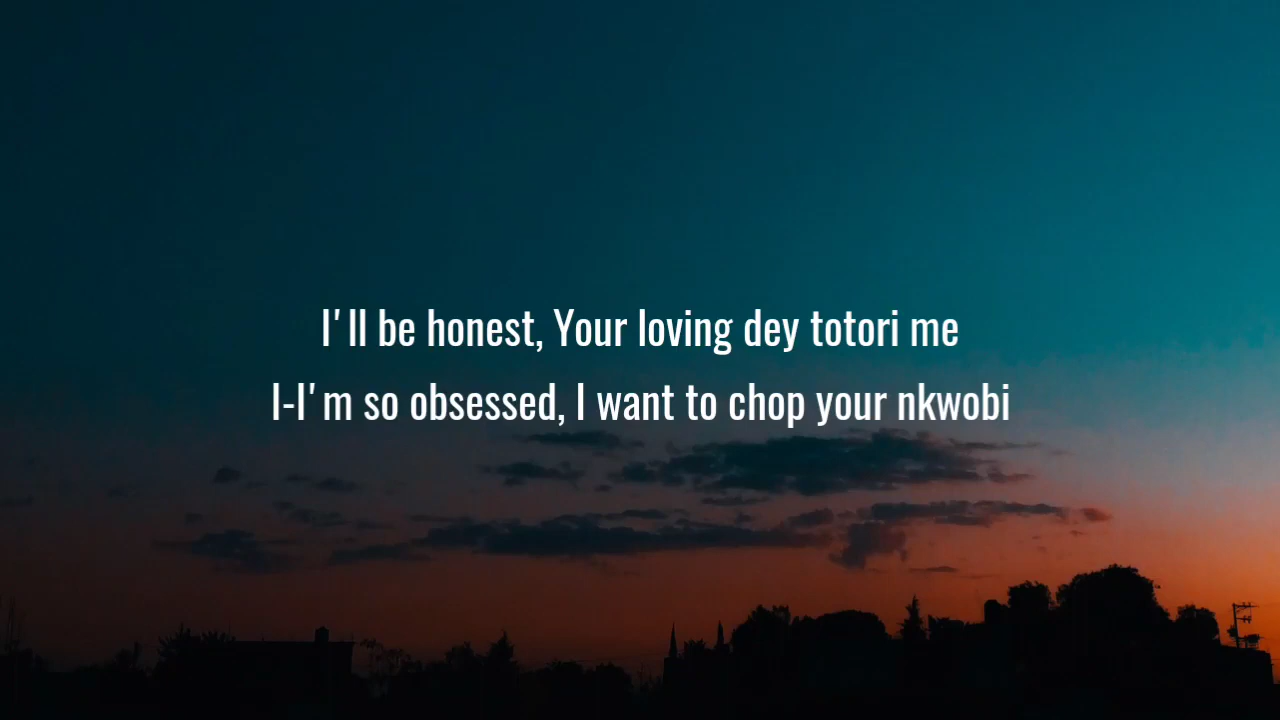 I'll be honest, Your loving dey totori me
I-I'm so obsessed, I want to chop your nkwobi